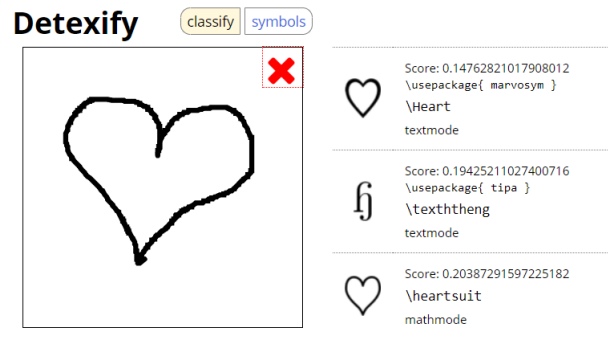 Detexify
classify
symbols
Score: 0.14762821017908012
\usepackage{ marvosym }
\Heart
textmode
Score: 0.19425211027400716
\usepackage{ tipa }
\texththeng
textmode
Score: 0.20387291597225182
\heartsuit
mathmode